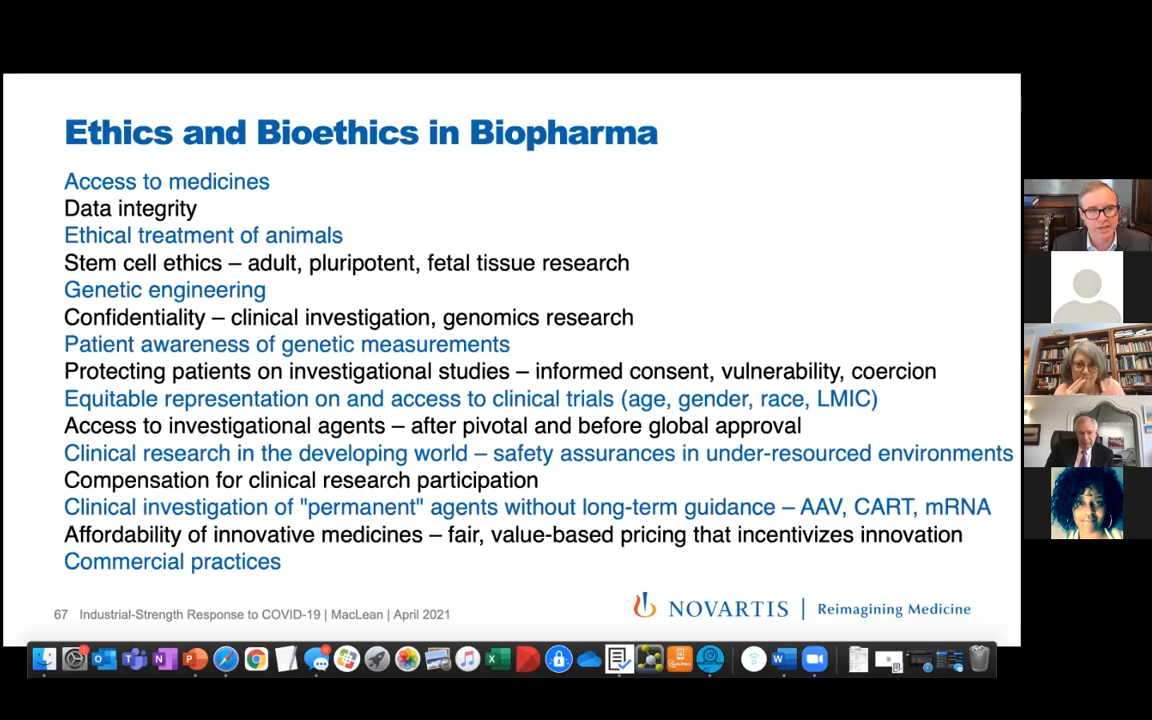 Ethics and Bioethics in Biopharma
Access to medicines
Data integrity
Ethical treatment of animals
Stem cell ethics – adult, pluripotent, fetal tissue research
Genetic engineering
Confidentiality – clinical investigation, genomics research
Patient awareness of genetic measurements
Protecting patients on investigational studies – informed consent, vulnerability, coercion
Equitable representation on and access to clinical trials (age, gender, race, LMIC)
Access to investigational agents – after pivotal and before global approval
Clinical research in the developing world – safety assurances in under-resourced environments
Compensation for clinical research participation
Clinical investigation of "permanent" agents without long-term guidance – AAV, CART, mRNA
Affordability of innovative medicines – fair, value-based pricing that incentivizes innovation
Commercial practices
67 Industrial-Strength Response to COVID-19 | MacLean | April 2021
NOVARTIS | Reimagining Medicine